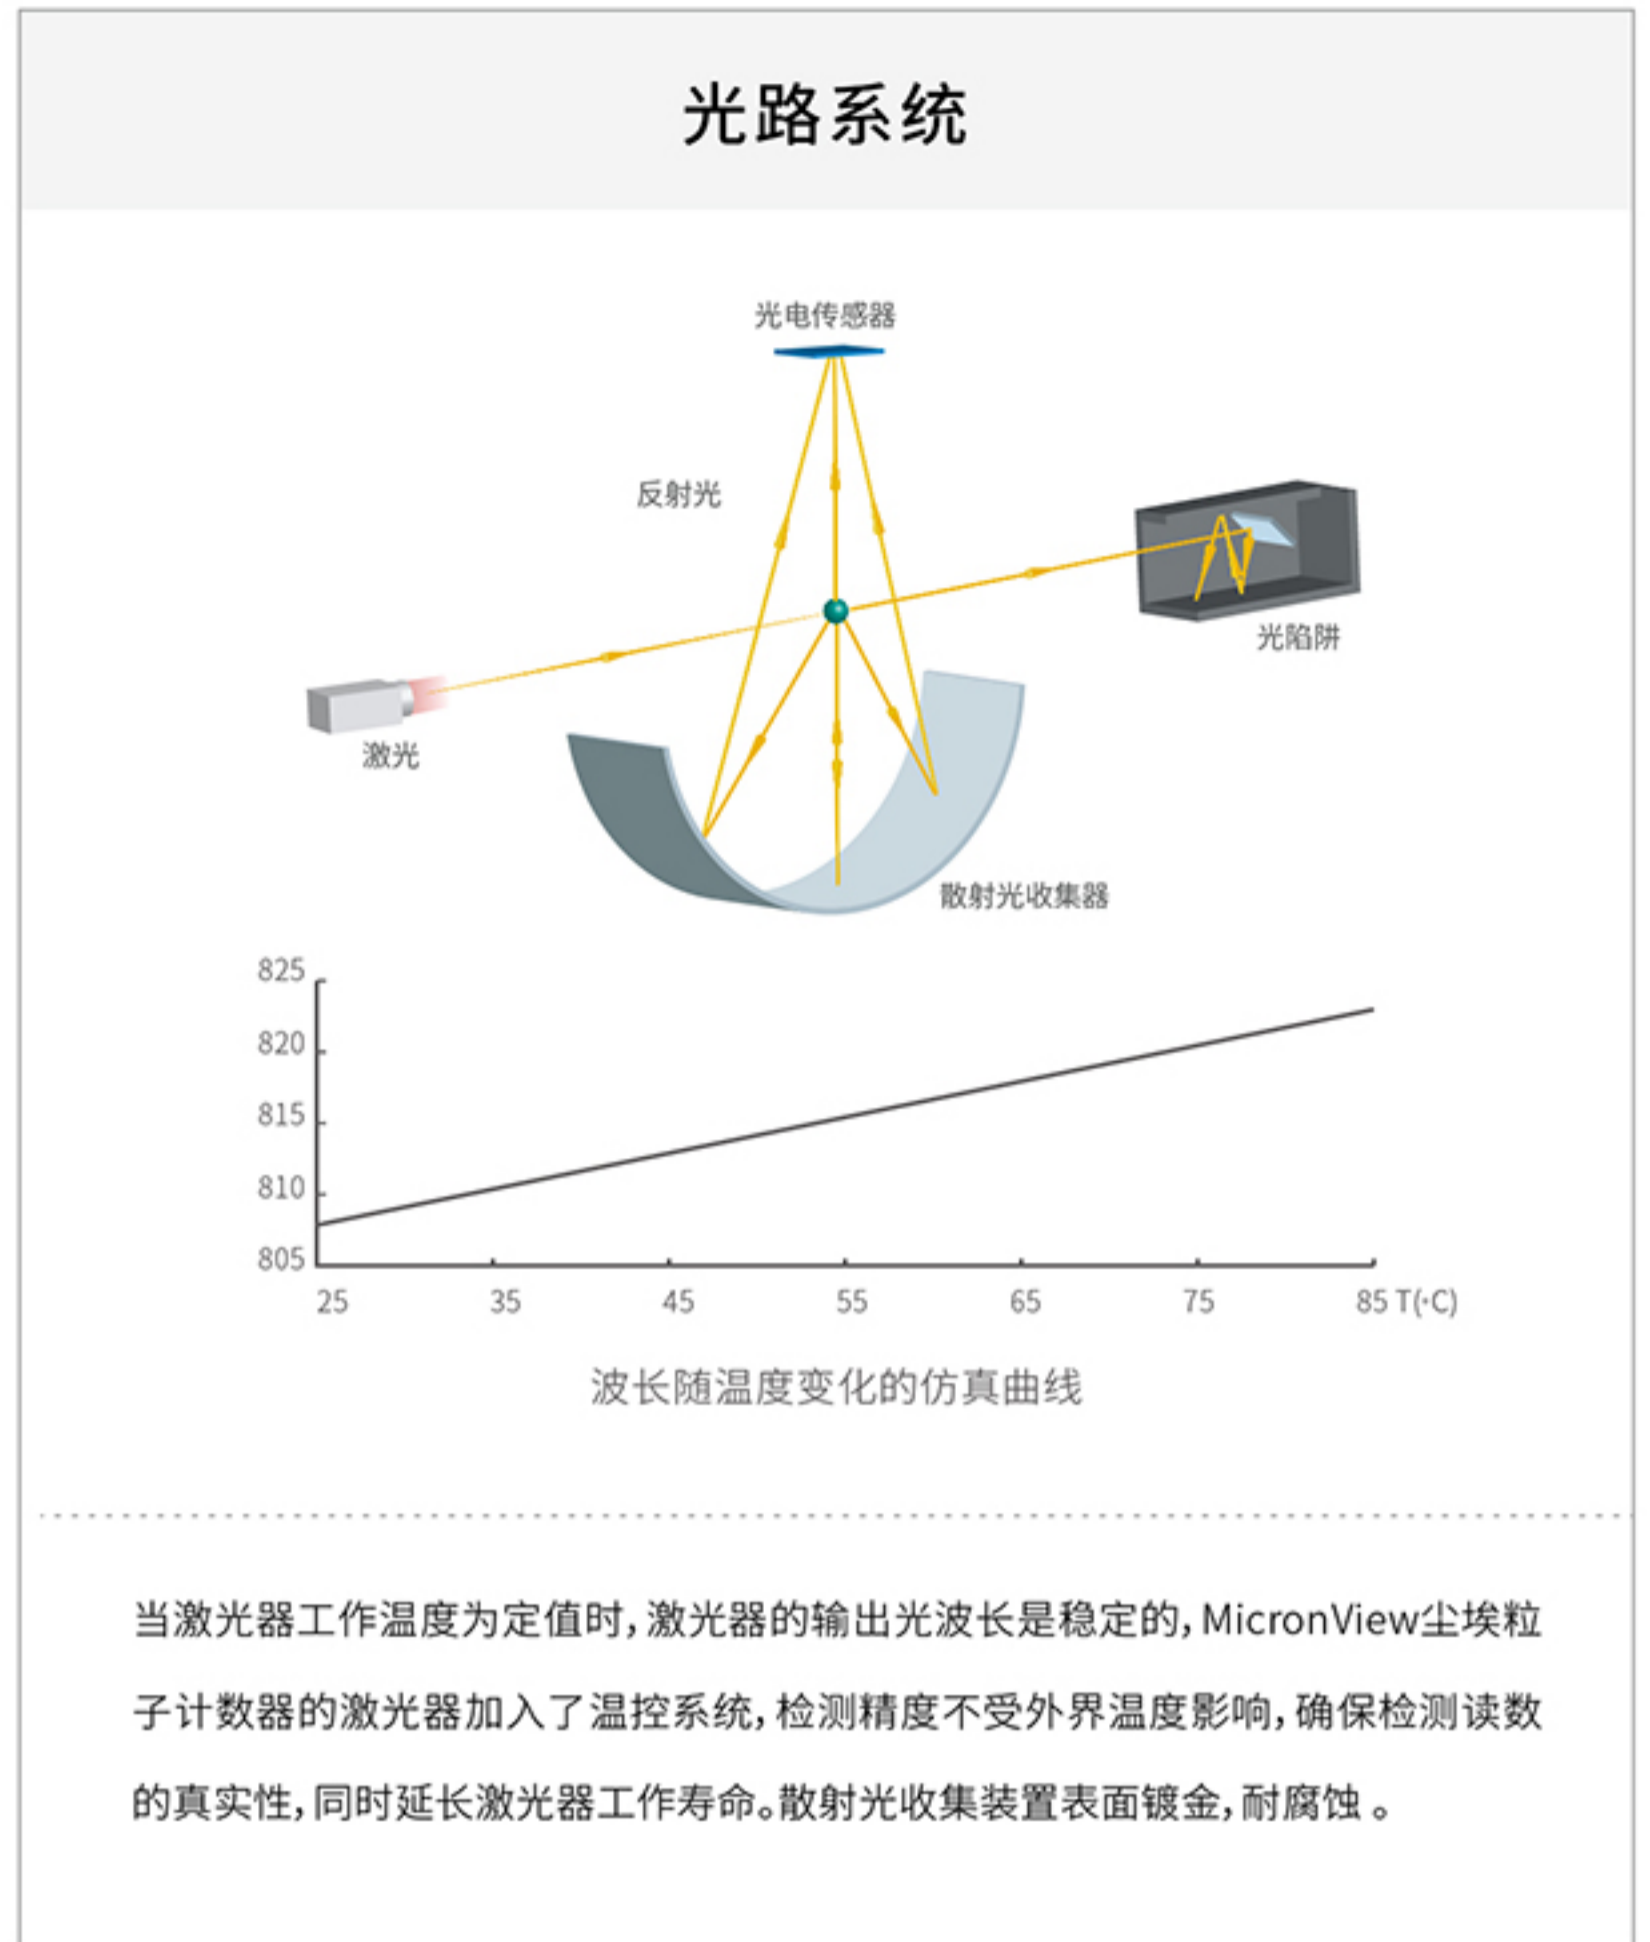 光路系统
光电传感器
反射光
光陷阱
激光
散射光收集器
825
820
815
810
805
25 35 45 55 65 75 85 T(·C)
波长随温度变化的仿真曲线
当激光器工作温度为定值时,激光器的输出光波长是稳定的,MicronView尘埃粒
子计数器的激光器加入了温控系统,检测精度不受外界温度影响,确保检测读数
的真实性,同时延长激光器工作寿命。散射光收集装置表面镀金,耐腐蚀 。